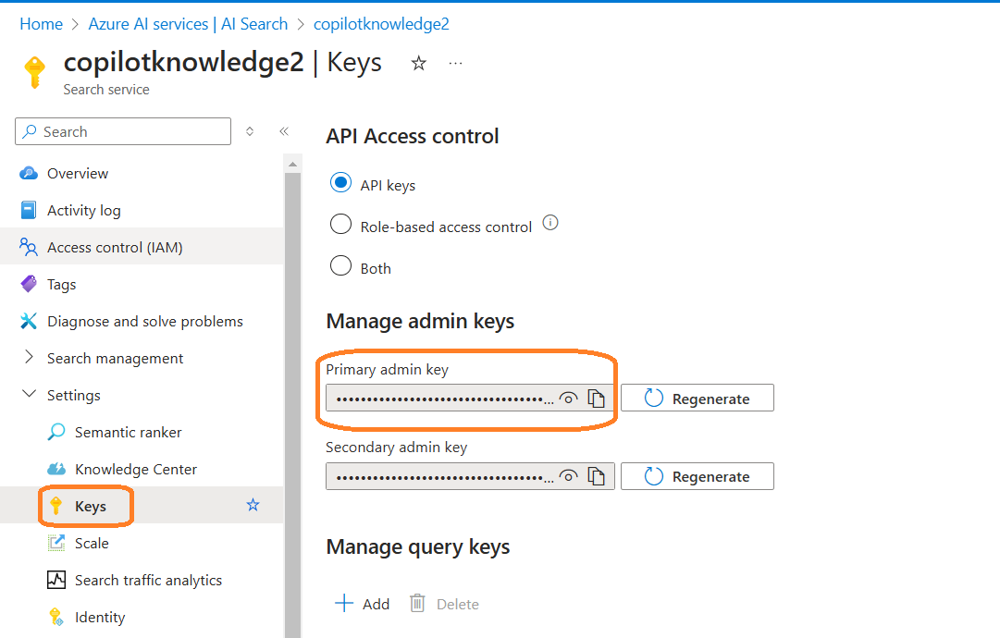 Home > Azure AI services | AI Search > copilotknowledge2
copilotknowledge2 | Keys
Search service
Search
Overview
Activity log
Access control (IAM)
Tags
Diagnose and solve problems
Search management
Settings
Semantic ranker
Knowledge Center
Keys
Scale
Search traffic analytics
Identity
API Access control
API keys
Role-based access control
Both
Manage admin keys
Primary admin key
Regenerate
Secondary admin key
Regenerate
Manage query keys
Add Delete